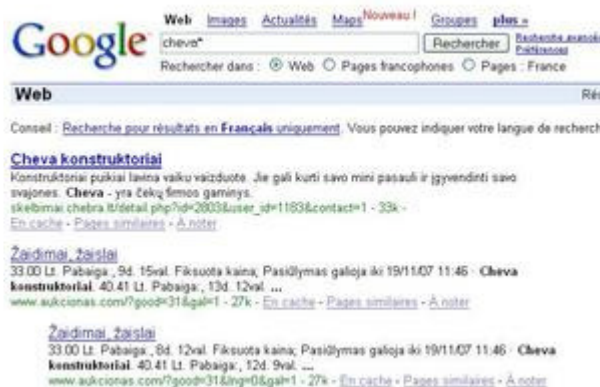 Google
Web Images Actualités Maps Nouveau ! Groupes plus »
cheva* Rechercher Recherche avancée
Préférences
Rechercher dans : Web Pages francophones Pages : France
Web Rés
Conseil : Recherche pour résultats en Français uniquement. Vous pouvez indiquer votre langue de recherch
Cheva konstruktoriai
Konstruktoriai puikiai lavina vaiku vaizduote. Jie gali kurti savo mini pasauli ir įgyvendinti savo
svajones. Cheva - yra čekų firmos gaminys.
skelbimai.chebra.lt/detail.php?id=2803&user_id=1183&contact=1 - 33k -
En cache - Pages similaires - À noter
Žaidimai, žaislai
33.00 Lt. Pabaiga:, 9d. 15val. Fiksuota kaina; Pasiūlymas galioja iki 19/11/07 11:46 · Cheva
konstruktoriai. 40.41 Lt. Pabaiga:, 13d. 12val. ...
www.aukcionas.com/?good=31&gal=1 - 27k - En cache - Pages similaires - À noter
Žaidimai, žaislai
33.00 Lt. Pabaiga:, 8d. 12val. Fiksuota kaina; Pasiūlymas galioja iki 19/11/07 11:46 · Cheva
konstruktoriai. 40.41 Lt. Pabaiga:, 12d. 9val. ...
www.aukcionas.com/?good=31&lng=0&gal=1 - 27k - En cache - Pages similaires - À noter